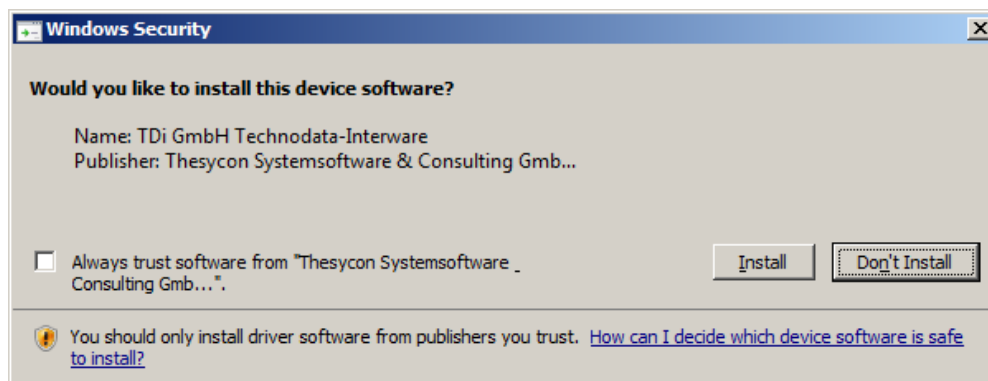 Windows Security
Would you like to install this device software?
Name: TDi GmbH Technodata-Interware
Publisher: Thesycon Systemsoftware & Consulting Gmb...
Always trust software from "Thesycon Systemsoftware _
Consulting Gmb...".
Install
Don't Install
You should only install driver software from publishers you trust. How can I decide which device software is safe
to install?